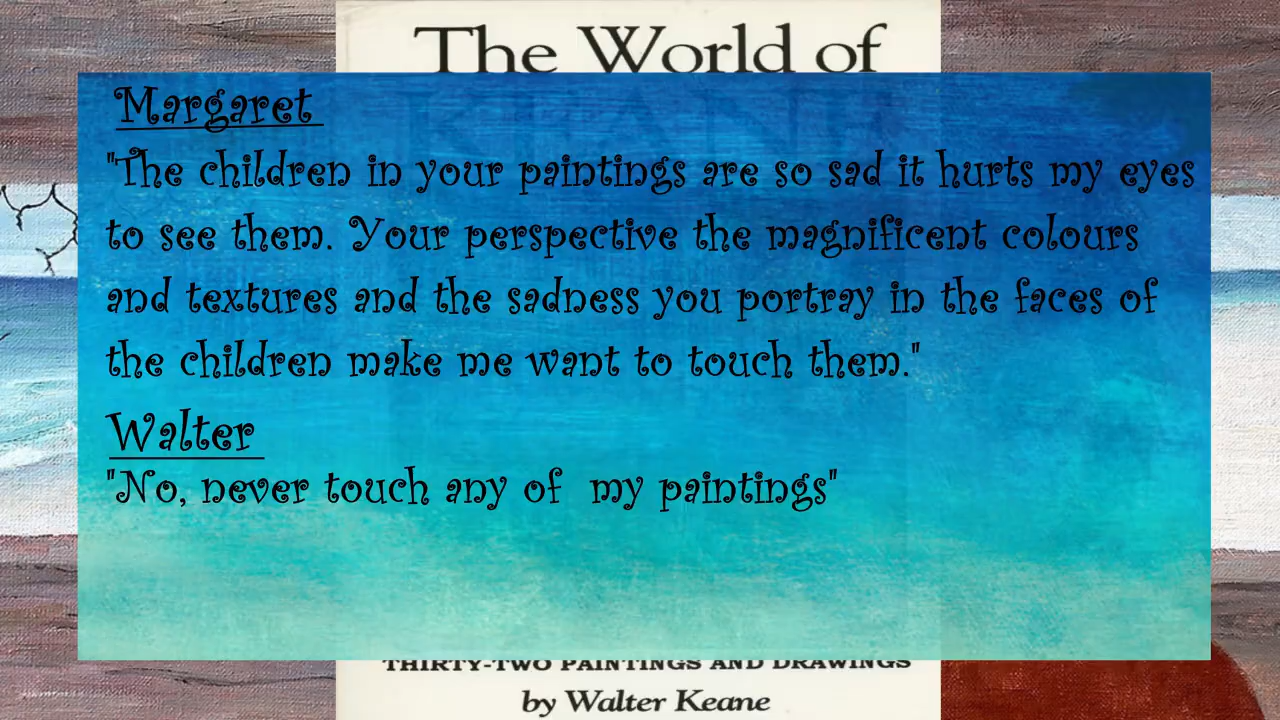 The World of
KEANE
Margaret
"The children in your paintings are so sad it hurts my eyes
to see them. Your perspective the magnificent colours
and textures and the sadness you portray in the faces of
the children make me want to touch them."
Walter
"No, never touch any of my paintings"
THIRTY-TWO PAINTINGS AND DRAWINGS
by Walter Keane